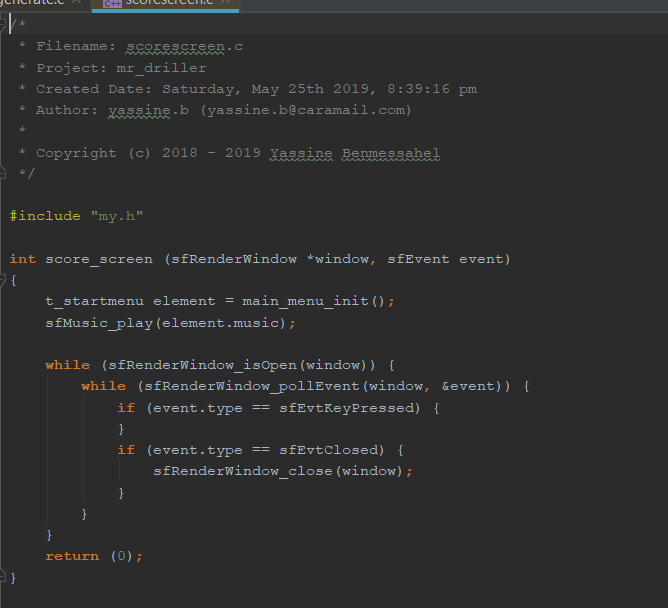 generate.c
scorescreen.c
/*
 * Filename: scorescreen.c
 * Project: mr_driller
 * Created Date: Saturday, May 25th 2019, 8:39:16 pm
 * Author: yassine.b (yassine.b@caramail.com)
 *
 * Copyright (c) 2018 - 2019 Yassine Benmessahel
 */
#include "my.h"
int score_screen (sfRenderWindow *window, sfEvent event)
{
    t_startmenu element = main_menu_init();
    sfMusic_play(element.music);
    while (sfRenderWindow_isOpen(window)) {
        while (sfRenderWindow_pollEvent(window, &event)) {
            if (event.type == sfEvtKeyPressed) {
            }
            if (event.type == sfEvtClosed) {
                sfRenderWindow_close(window);
            }
        }
    }
    return (0);
}